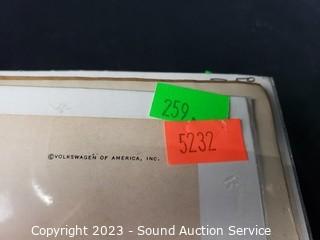 259.
5232
©VOLKSWAGEN OF AMERICA, INC.
Copyright 2023 - Sound Auction Service